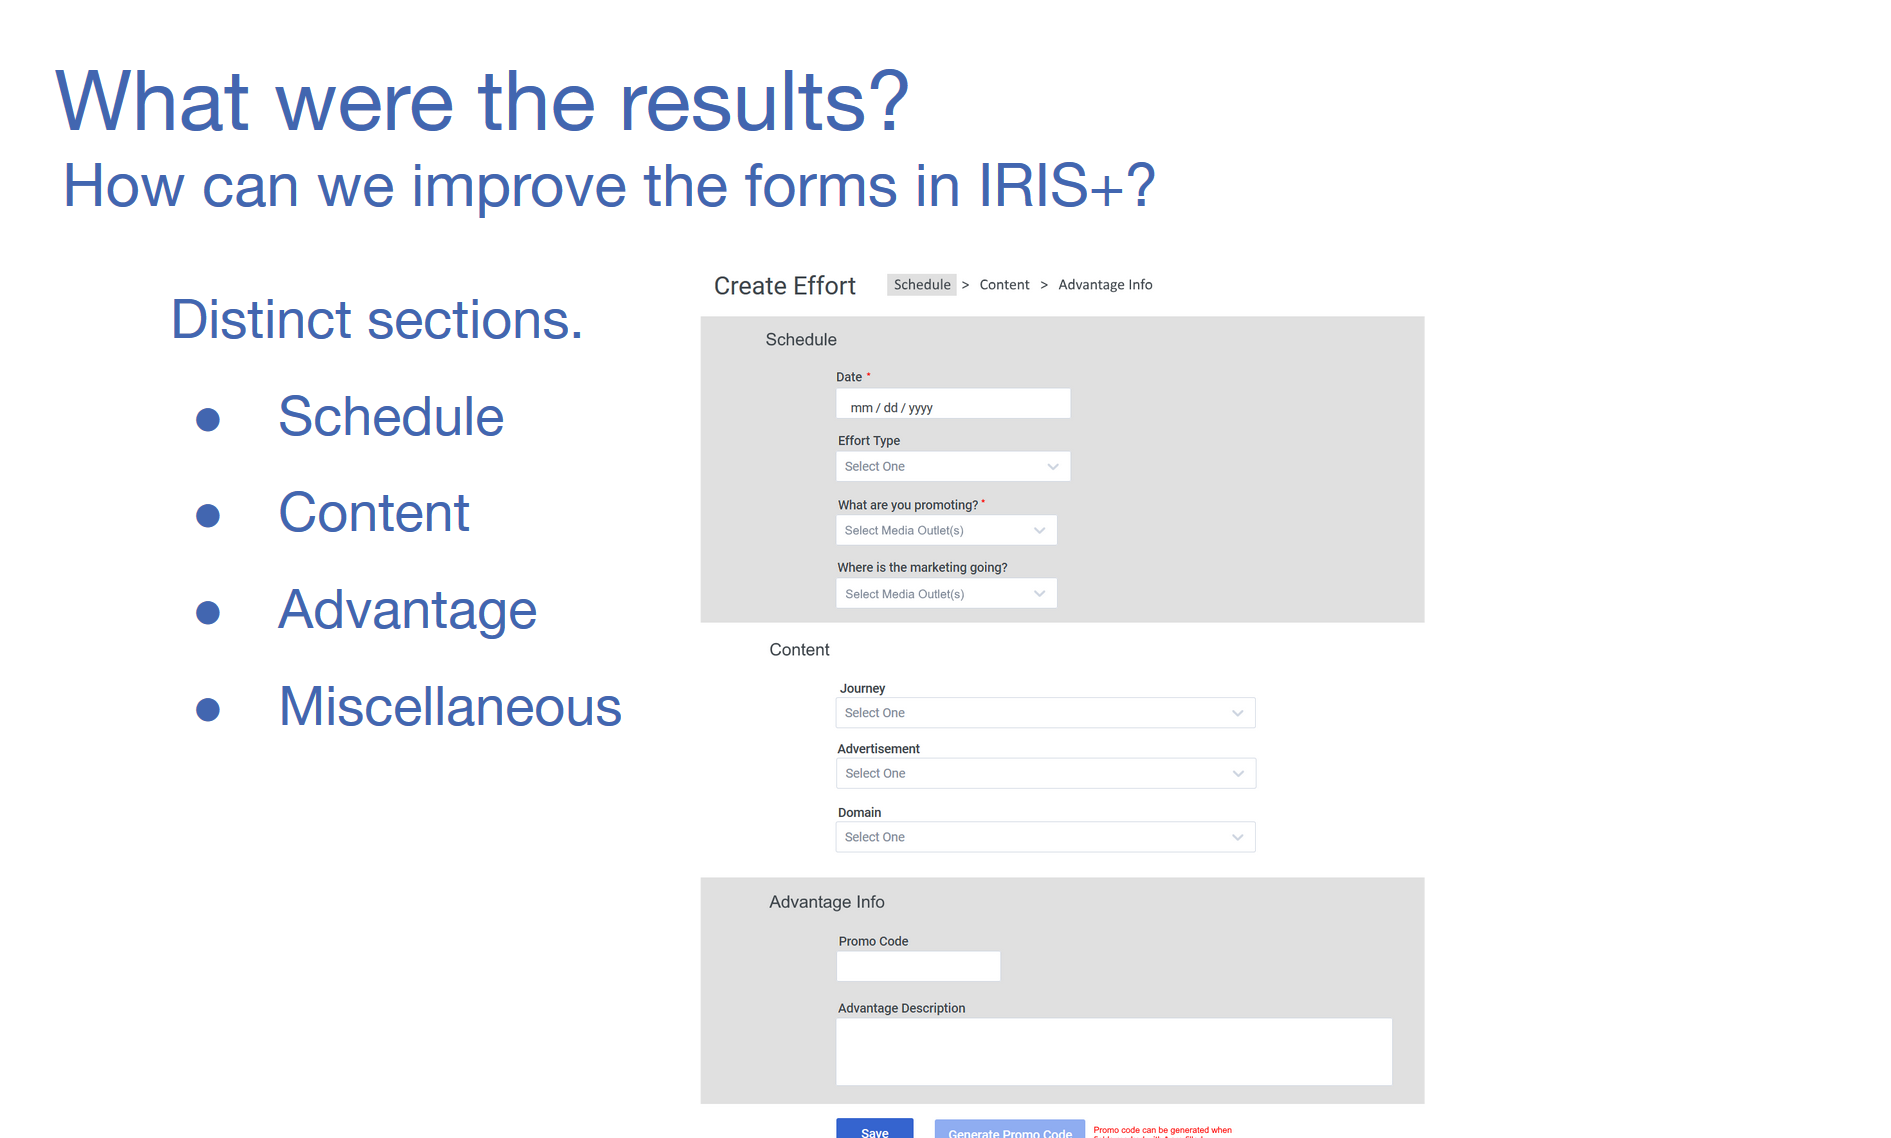 What were the results?
How can we improve the forms in IRIS+?
Distinct sections.
● Schedule
● Content
● Advantage
● Miscellaneous
Create Effort Schedule > Content > Advantage Info
Schedule
Date *
mm / dd / yyyy
Effort Type
Select One
What are you promoting? *
Select Media Outlet(s)
Where is the marketing going?
Select Media Outlet(s)
Content
Journey
Select One
Advertisement
Select One
Domain
Select One
Advantage Info
Promo Code
Advantage Description
Save Generate Promo Code Promo code can be generated when